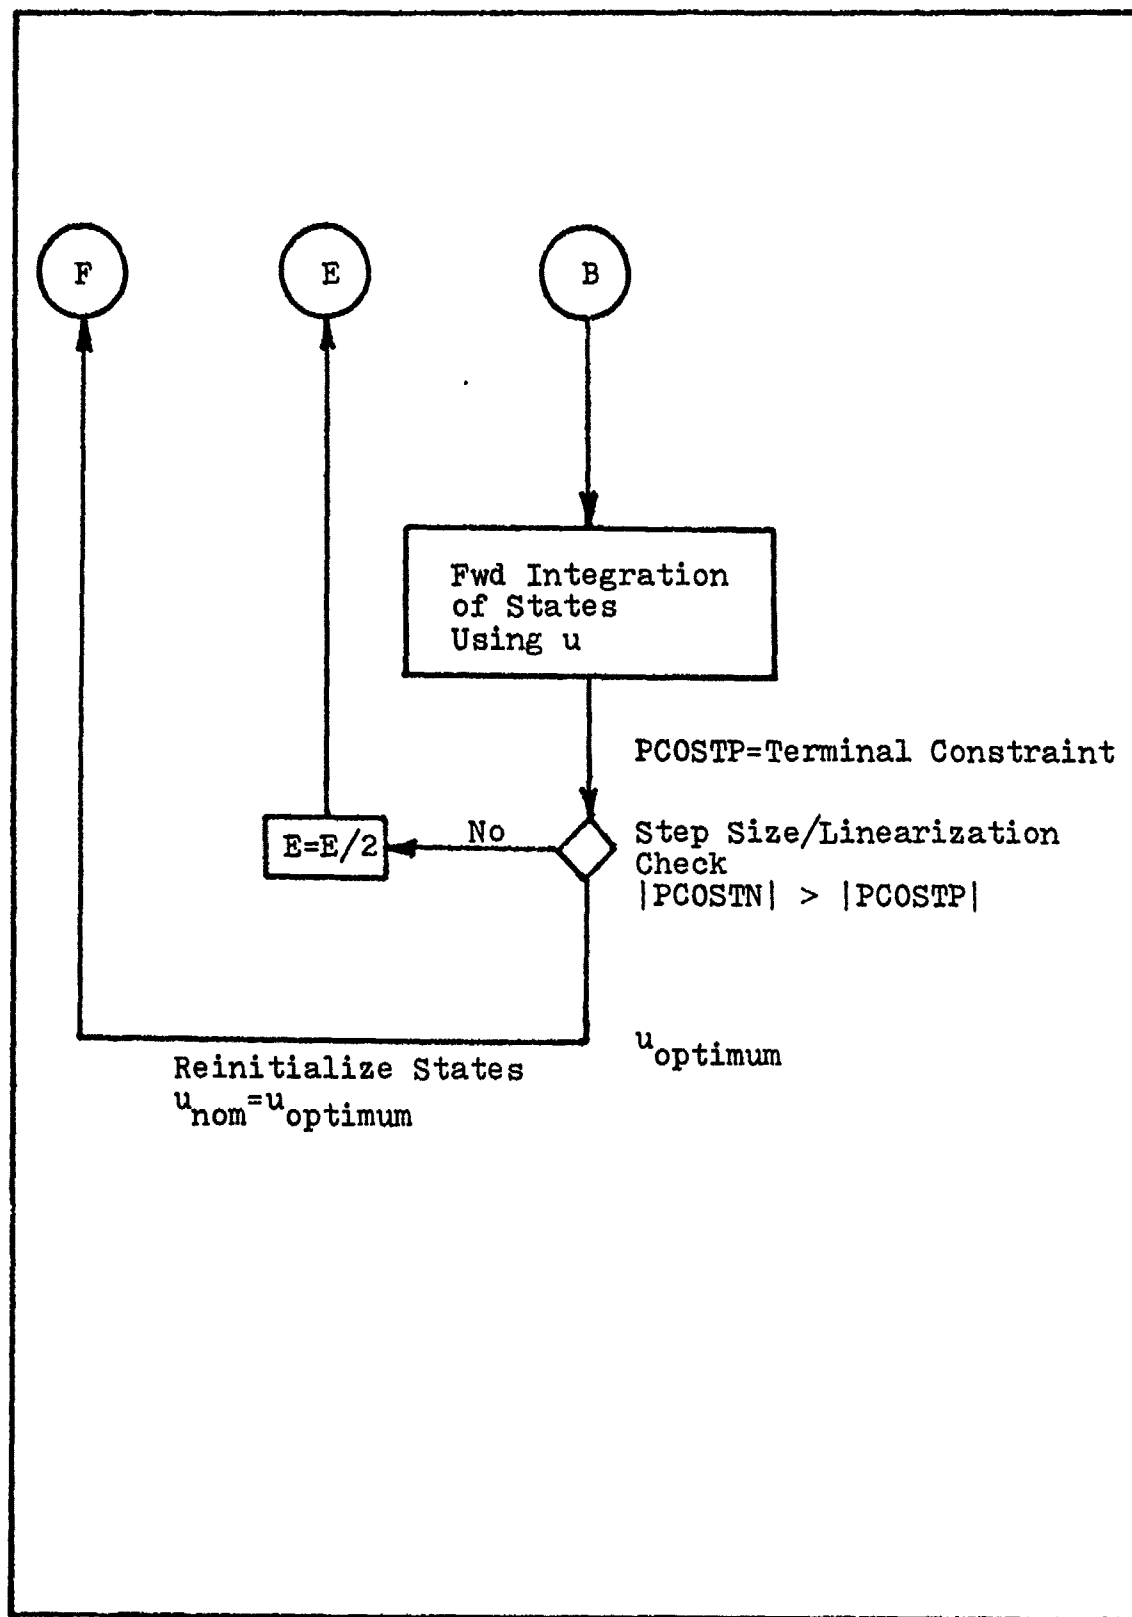 F
E
B
Fwd Integration
of States
Using u
PCOSTP=Terminal Constraint
E=E/2
No
Step Size/Linearization
Check
|PCOSTN| > |PCOSTP|
u optimum
Reinitialize States
u nom=u optimum